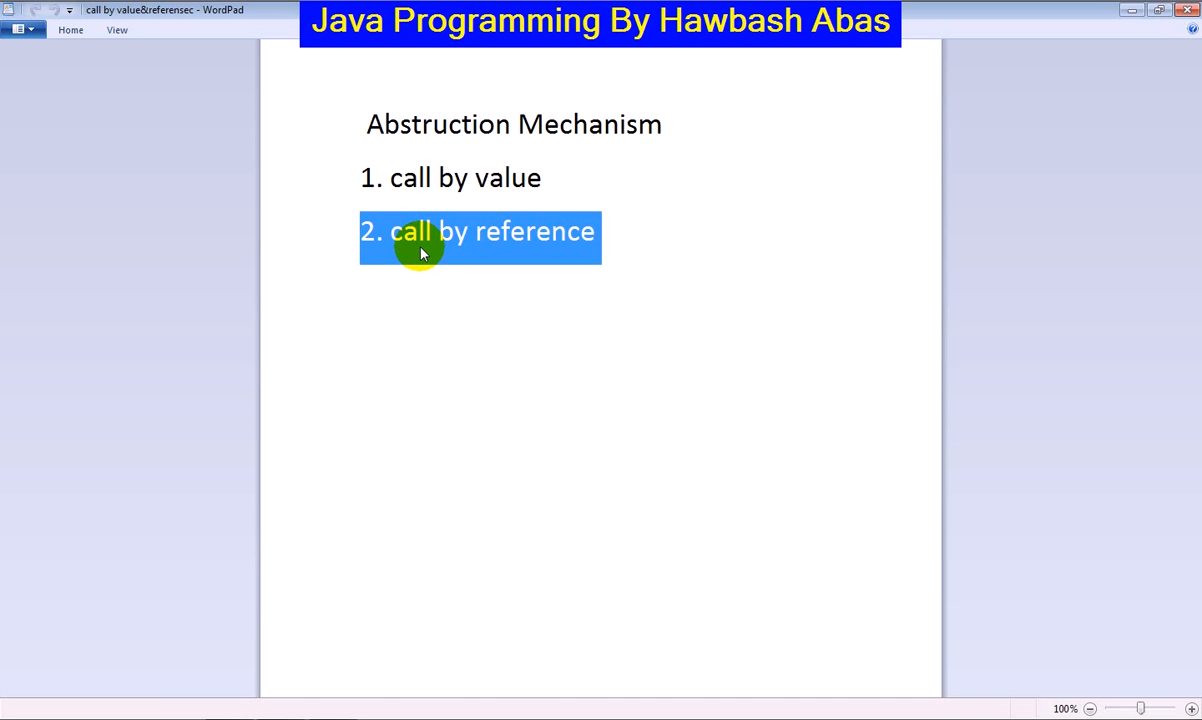 call by value&referensec - WordPad
Java Programming By Hawbash Abas
Home View
Abstruction Mechanism
1. call by value
2. call by reference
100%